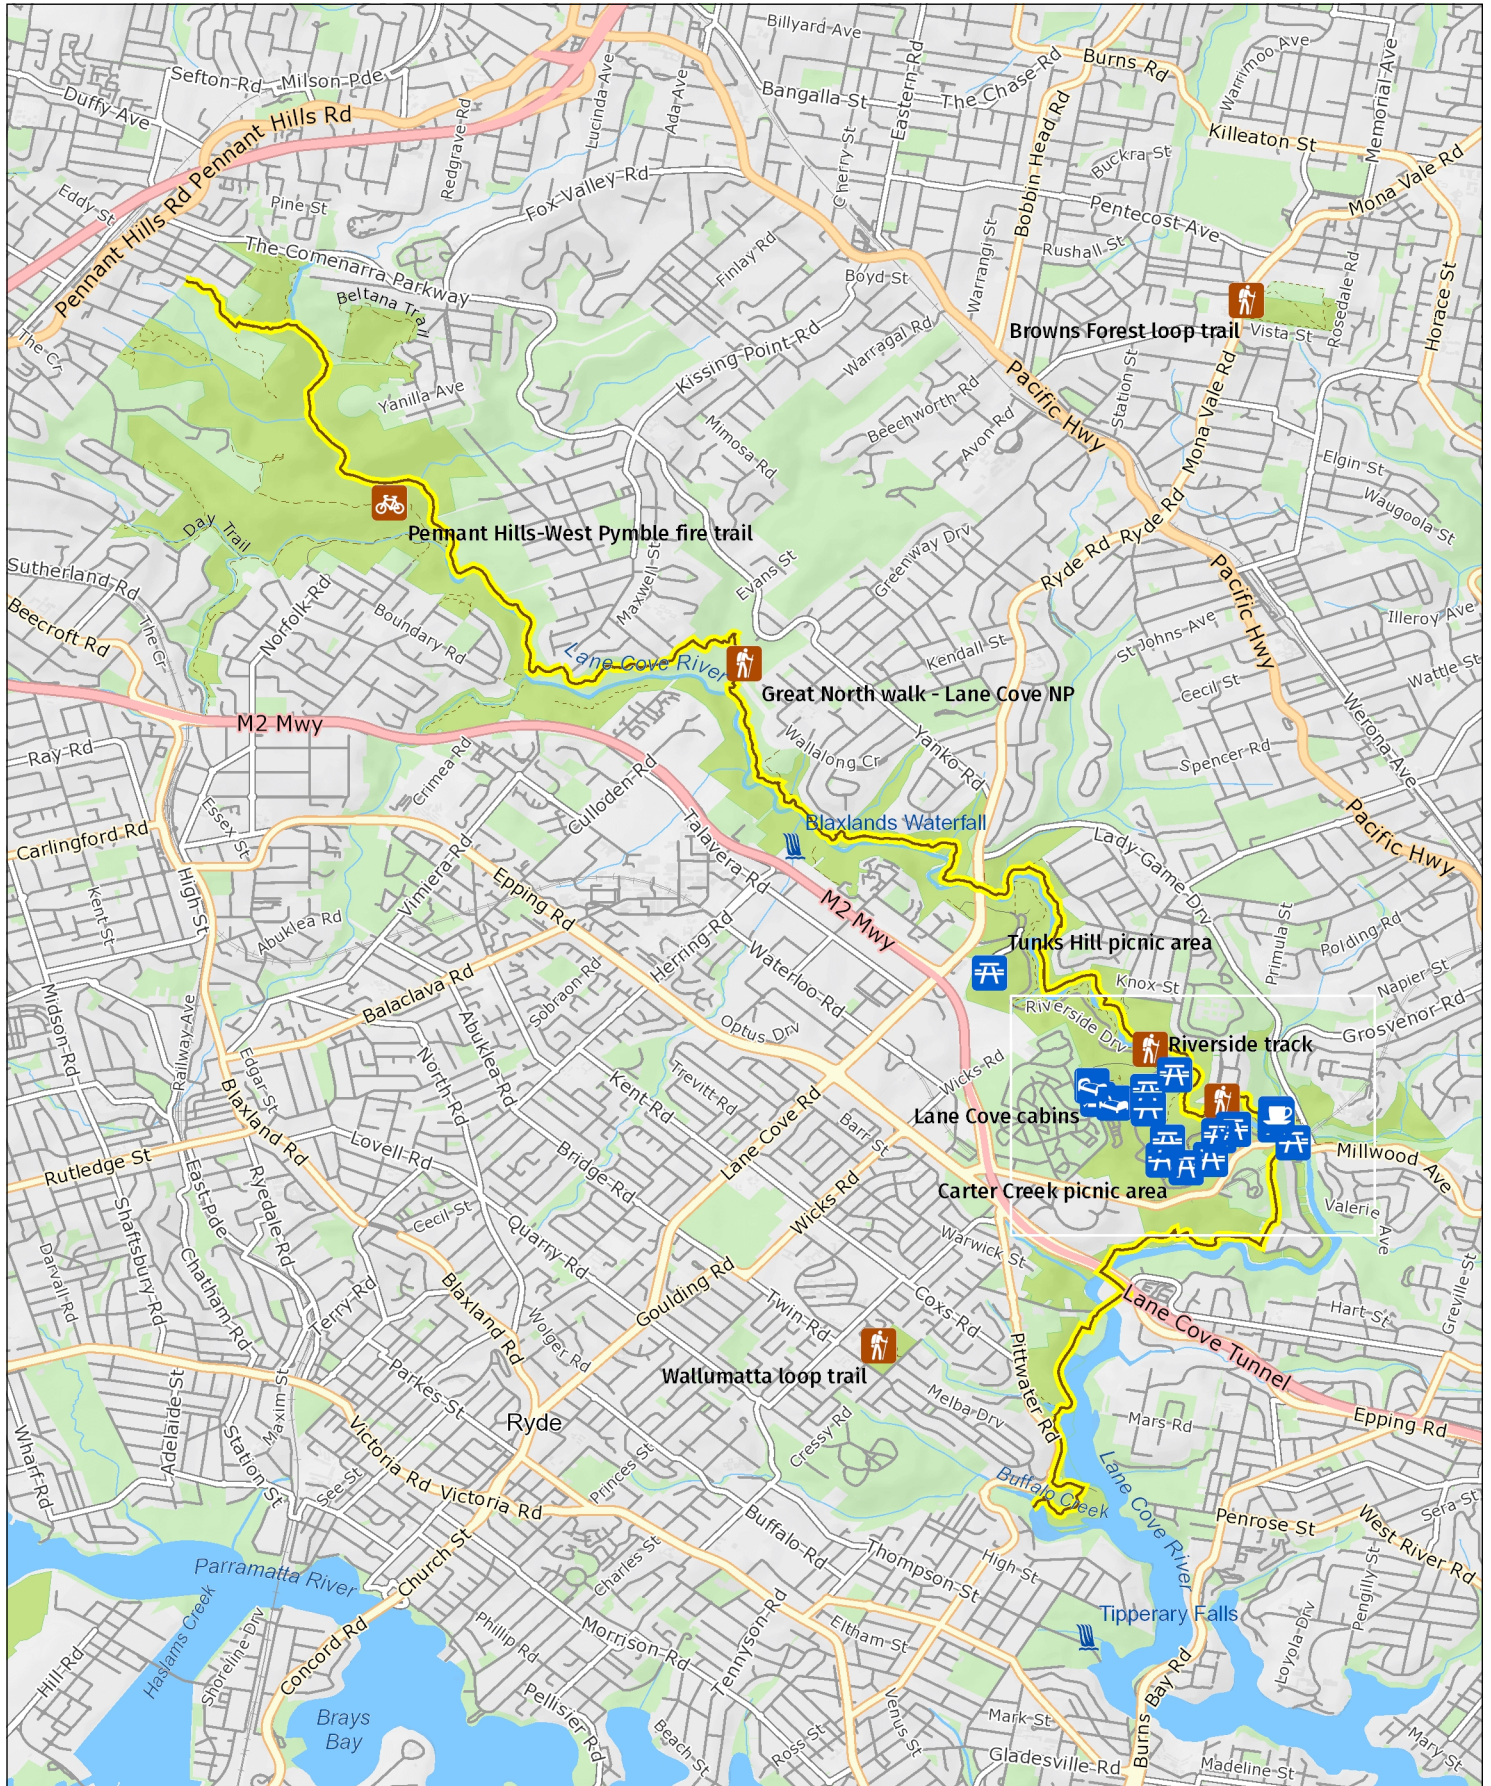 Billyard Ave
Burns Rd
Warrimoo Ave
Memorial Ave
Sefton Rd
Milson Pde
Duffy Ave
Lucinda Ave
Ada Ave
Bangalla St
Eastern Rd
The Chase Rd
Killeaton St
Pennant Hills Rd
Pennant Hills Rd
Redgrave Rd
Cherry St
Bobbin Head Rd
Buckra St
Mona Vale Rd
Eddy St
Pine St
Fox Valley Rd
Pentecost Ave
Rushall St
The Comenarra Parkway
Finlay Rd
Boyd St
Warrangi St
Rosedale Rd
Horace St
Beltana Trail
The Cr
Browns Forest loop trail
Vista St
Kissing Point Rd
Warragal Rd
Pacific Hwy
Station St
Mona Vale Rd
Yanilla Ave
Beechworth Rd
Avon Rd
Mimosa Rd
Elgin St
Waugoola St
Day Trail
Pennant Hills-West Pymble fire trail
Ryde Rd
Ryde Rd
Greenway Drv
Pacific Hwy
Sutherland Rd
Norfolk Rd
Maxwell St
Evans St
Illeroy Ave
Beecroft Rd
The Cr
Boundary Rd
St Johns Ave
Kendall St
Wattle St
Lane Cove River
Great North walk - Lane Cove NP
Cecil St
Werona Ave
M2 Mwy
Ray Rd
Crimea Rd
Culloden Rd
Wallalong Cr
Yanko Rd
Spencer Rd
Essex St
Talavera Rd
Blaxlands Waterfall
Lady Game Drv
Pacific Hwy
Carlingford Rd
Vimiera Rd
Epping Rd
High St
Kent St
Abuklea Rd
M2 Mwy
Herring Rd
Primula St
Polding Rd
Tunks Hill picnic area
Balaclava Rd
Sobraon Rd
Waterloo Rd
Knox St
Napier St
Grosvenor Rd
Midson Rd
Railway Ave
Abuklea Rd
Optus Drv
Riverside Drv
Riverside track
Edgar St
North Rd
Kent Rd
Trevitt Rd
Wicks Rd
Lane Cove cabins
Blaxland Rd
Lane Cove Rd
Barr St
Rutledge St
Lovell Rd
Bridge Rd
Millwood Ave
East Pde
Ryedale Rd
Carter Creek picnic area
Shaftsbury Rd
Cecil St
Quarry Rd
Wicks Rd
Valerie Ave
Darvall Rd
Chatham Rd
Terry Rd
Blaxland Rd
Goulding Rd
Warwick St
Greville St
Twin Rd
Coxs Rd
Lane Cove Tunnel
Hart St
Wolger Rd
Wallumatta loop trail
Pittwater Rd
Parkes St
Adelaide St
Maxim St
Melba Drv
Mars Rd
Epping Rd
Ryde
Wharf Rd
Station St
Victoria Rd
Victoria Rd
Cressy Rd
See St
Princes St
Buffalo Creek
Lane Cove River
Sera St
Penrose St
West River Rd
Buffalo Rd
Thompson St
High St
Parramatta River
Church St
Charles St
Pengilly St
Haslams Creek
Shoreline Drv
Concord Rd
Phillip Rd
Morrison Rd
Tennyson Rd
Eltham St
Tipperary Falls
Loyola Drv
Hill Rd
Pellisier Rd
Brays
Bay
Beach St
Ross St
Venus St
Mark St
Burns Bay Rd
Mary St
Gladesville Rd
Madeline St